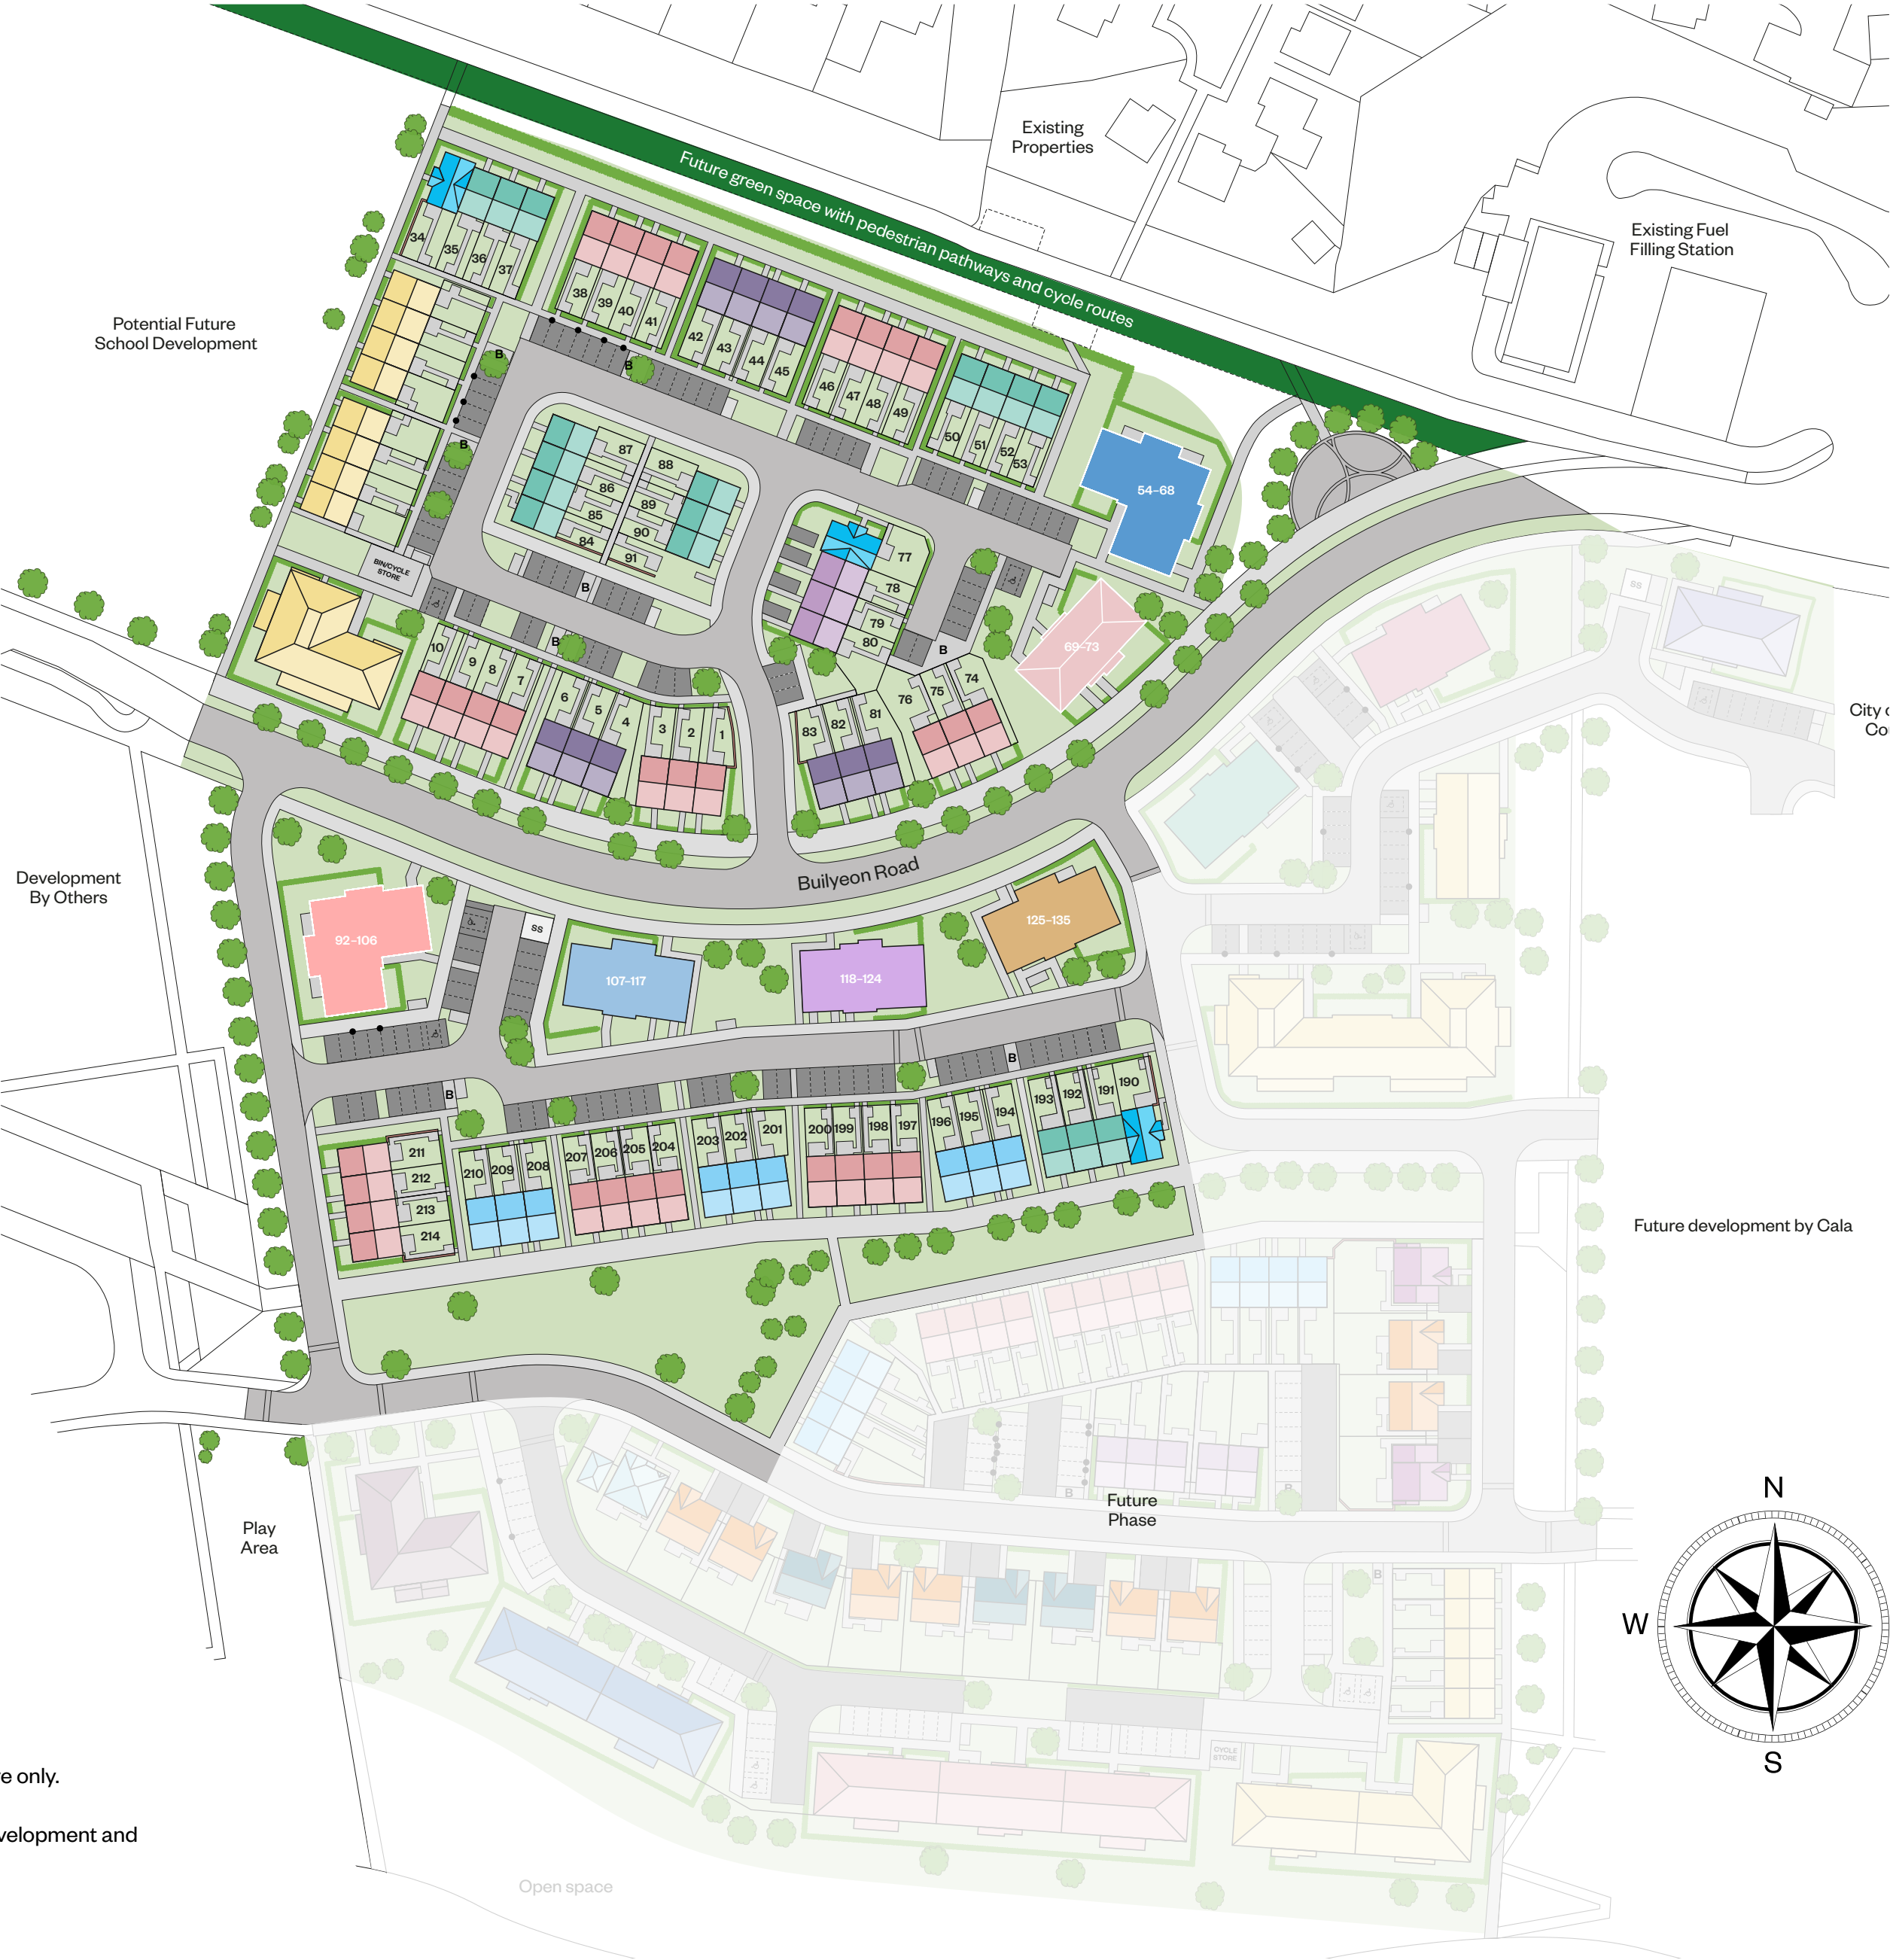 Future green space with pedestrian pathways and cycle routes
Existing
Properties
Existing Fuel
Filling Station
Potential Future
School Development
34
35
36
37
38
39
40
41
42
43
44
45
46
47
48
49
50
51
52
53
54–68
B
B
B
87
88
86
89
85
90
84
91
B
BIN/CYCLE
STORE
77
78
79
80
B
69–73
10
9
8
7
B
6
5
4
3
2
1
83
82
81
76
75
74
SS
City o
Co
Builyeon Road
Development
By Others
92–106
SS
107–117
118–124
125–135
B
B
211
212
213
214
210
209
208
207
206
205
204
203
202
201
200
199
198
197
196
195
194
193
192
191
190
Future development by Cala
B
B
Future
Phase
Play
Area
B
N
W
S
CYCLE
STORE
e only.
velopment and
Open space